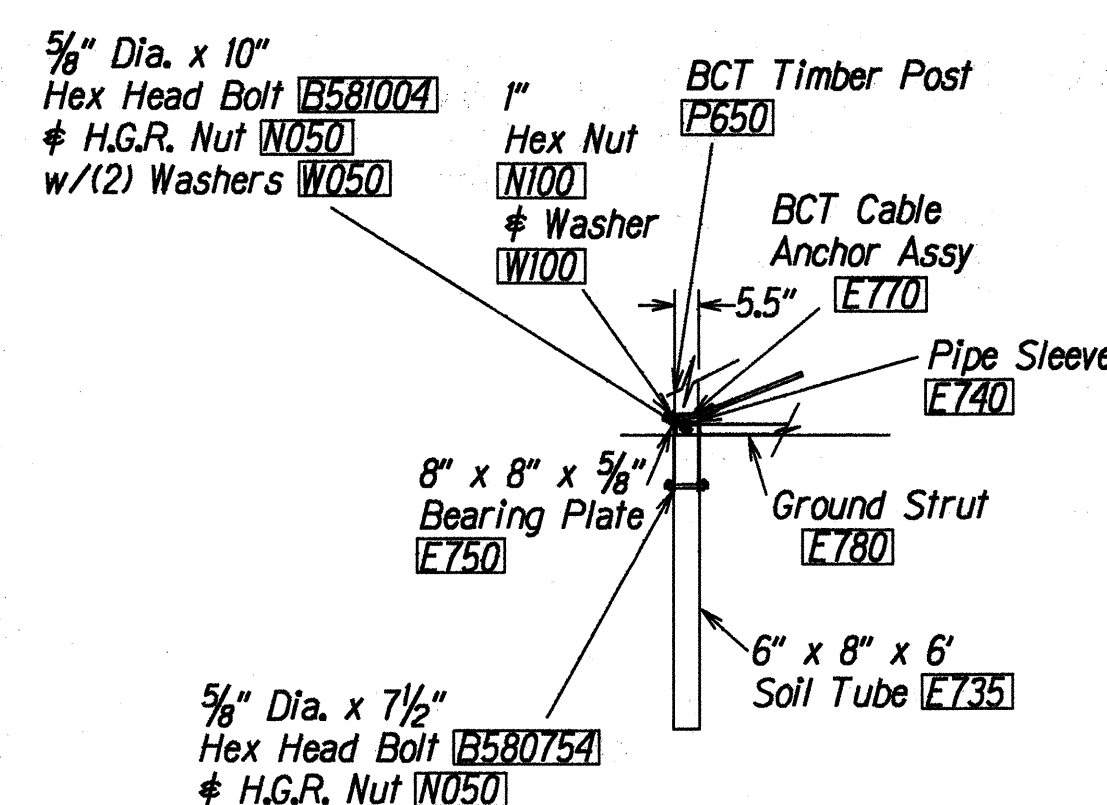 5/8" Dia. x 10"
Hex Head Bolt B581004
& H.G.R. Nut N050
w/(2) Washers W050
1"
Hex Nut
N100
& Washer
W100
BCT Timber Post
P650
BCT Cable
Anchor Assy
E770
5.5"
Pipe Sleeve
E740
8" x 8" x 5/8"
Bearing Plate
E750
Ground Strut
E780
6" x 8" x 6'
Soil Tube E735
5/8" Dia. x 7½"
Hex Head Bolt B580754
& H.G.R. Nut N050